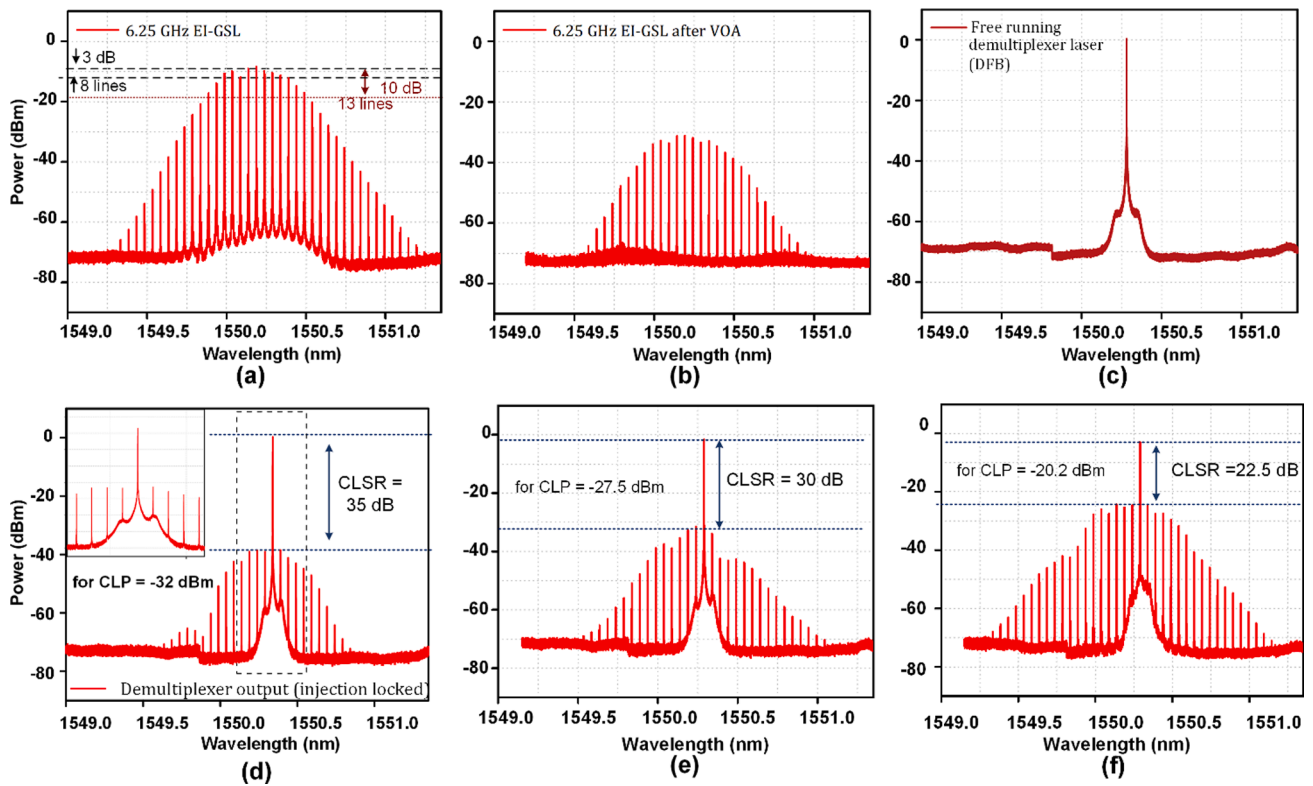 6.25 GHz EI-GSL
3 dB
8 lines
10 dB
13 lines
0
-20
-40
-60
-80
Power (dBm)
1549.0 1549.5 1550.0 1550.5 1551.0
Wavelength (nm)
(a)
6.25 GHz EI-GSL after VOA
0
-20
-40
-60
-80
1549.0 1549.5 1550.0 1550.5 1551.0
Wavelength (nm)
(b)
Free running
demultiplexer laser
(DFB)
0
-20
-40
-60
-80
1549.0 1549.5 1550.0 1550.5 1551.0
Wavelength (nm)
(c)
CLSR =
35 dB
for CLP = -32 dBm
Demultiplexer output (injection locked)
0
-20
-40
-60
-80
Power (dBm)
1549.0 1549.5 1550.0 1550.5 1551.0
Wavelength (nm)
(d)
for CLP = -27.5 dBm
CLSR = 30 dB
0
-20
-40
-60
-80
1549.0 1549.5 1550.0 1550.5 1551.0
Wavelength (nm)
(e)
for CLP = -20.2 dBm
CLSR =22.5 dB
0
-20
-40
-60
-80
1549.0 1549.5 1550.0 1550.5 1551.0
Wavelength (nm)
(f)